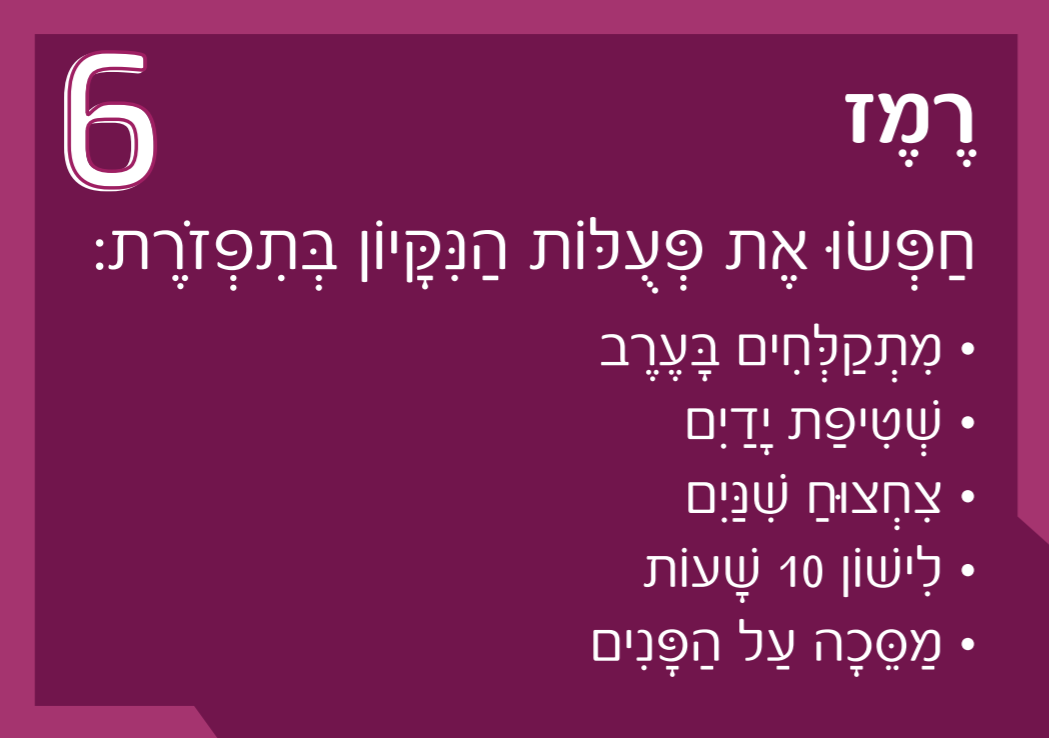 6
רֶמֶז
חַפְּשׂוּ אֶת פְּעֻלּוֹת הַנִּקָּיוֹן בְּתִפְזֹרֶת:
• מִתְקַלְּחִים בָּעֶרֶב
• שְׁטִיפַת יָדַיִם
• צִחְצוּחַ שִׁנַּיִם
• לִישׁוֹן 10 שָׁעוֹת
• מַסֵּכָה עַל הַפָּנִים